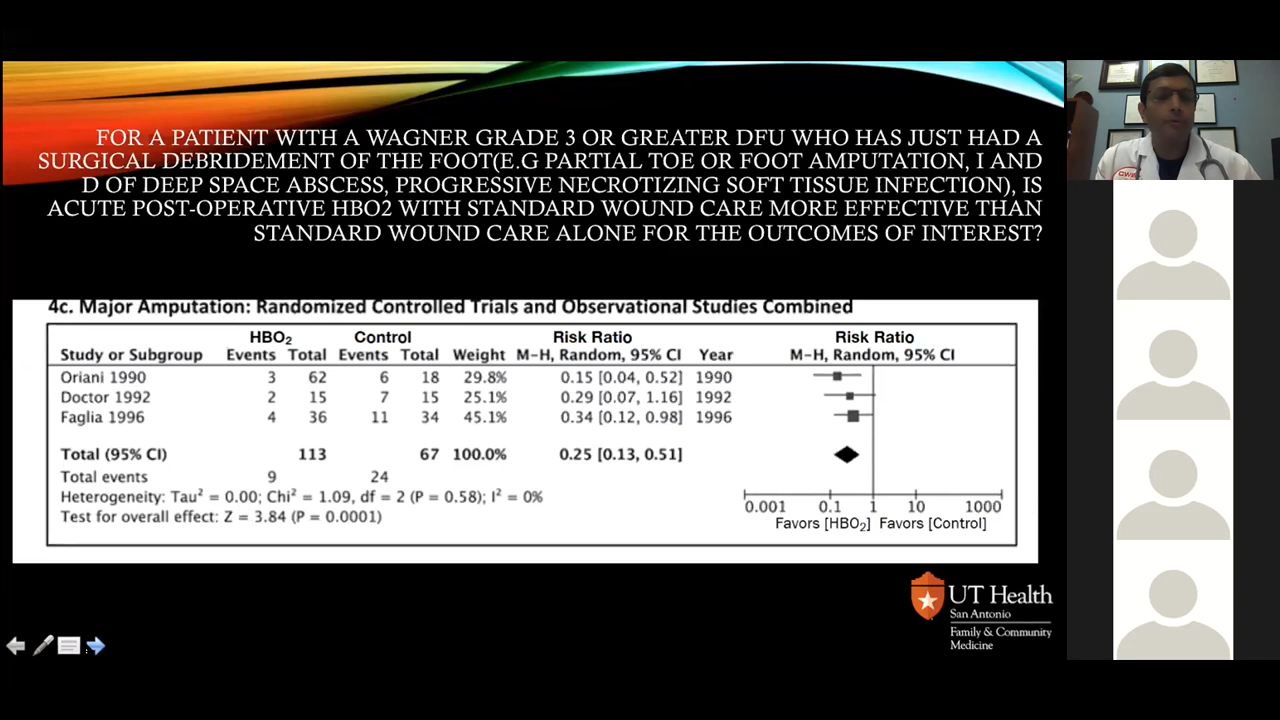 FOR A PATIENT WITH A WAGNER GRADE 3 OR GREATER DFU WHO HAS JUST HAD A
SURGICAL DEBRIDEMENT OF THE FOOT(E.G PARTIAL TOE OR FOOT AMPUTATION, I AND
D OF DEEP SPACE ABSCESS, PROGRESSIVE NECROTIZING SOFT TISSUE INFECTION), IS
ACUTE POST-OPERATIVE HBO2 WITH STANDARD WOUND CARE MORE EFFECTIVE THAN
STANDARD WOUND CARE ALONE FOR THE OUTCOMES OF INTEREST?
4c. Major Amputation: Randomized Controlled Trials and Observational Studies Combined
HBO₂ Control Risk Ratio Risk Ratio
Study or Subgroup Events Total Events Total Weight M-H, Random, 95% CI Year M-H, Random, 95% CI
Oriani 1990 3 62 6 18 29.8% 0.15 [0.04, 0.52] 1990
Doctor 1992 2 15 7 15 25.1% 0.29 [0.07, 1.16] 1992
Faglia 1996 4 36 11 34 45.1% 0.34 [0.12, 0.98] 1996
Total (95% CI) 113 67 100.0% 0.25 [0.13, 0.51]
Total events 9 24
Heterogeneity: Tau² = 0.00; Chi² = 1.09, df = 2 (P = 0.58); I² = 0%
Test for overall effect: Z = 3.84 (P = 0.0001)
0.001 0.1 1 10 1000
Favors [HBO₂] Favors [Control]
UT Health
San Antonio
Family & Community
Medicine